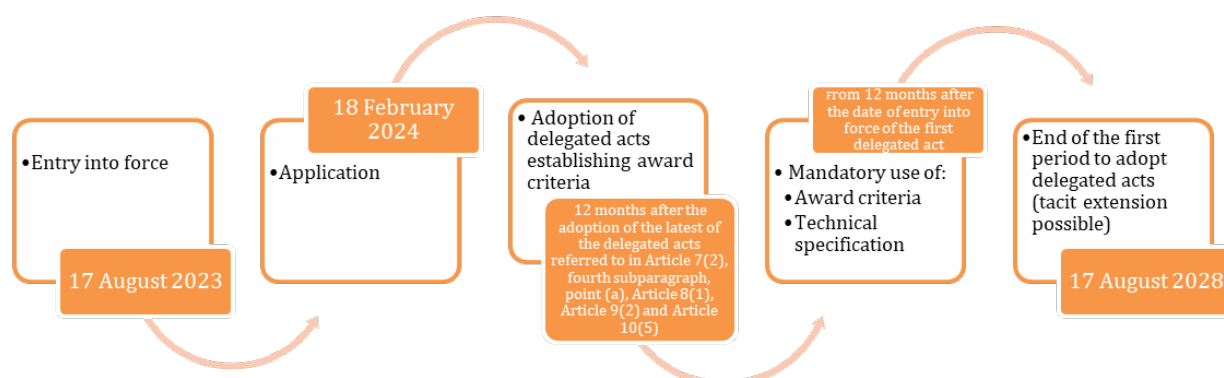 •Entry into force
17 August 2023
18 February
2024
•Application
• Adoption of
delegated acts
establishing award
criteria
12 months after the
adoption of the latest of
the delegated acts
referred to in Article 7(2),
fourth subparagraph,
point (a), Article 8(1),
Article 9(2) and Article
10(5)
From 12 months after
the date of entry into
force of the first
delegated act
• Mandatory use of:
• Award criteria
• Technical
specification
• End of the first
period to adopt
delegated acts
(tacit extension
possible)
17 August 2028